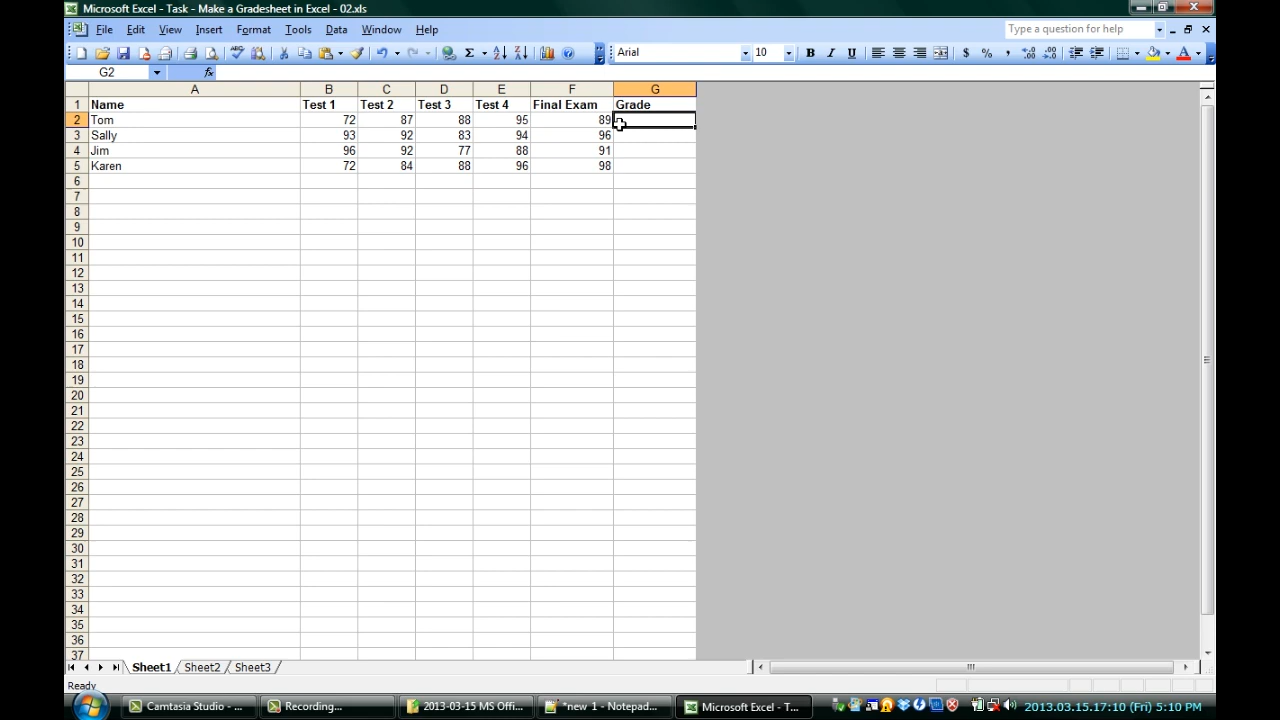 Microsoft Excel - Task - Make a Gradesheet in Excel - 02.xls
File Edit View Insert Format Tools Data Window Help Type a question for help
Arial 10 B I U $ % ,
G2 fx
A B C D E F G
1 Name Test 1 Test 2 Test 3 Test 4 Final Exam Grade
2 Tom 72 87 88 95 89
3 Sally 93 92 83 94 96
4 Jim 96 92 77 88 91
5 Karen 72 84 88 96 98
6
7
8
9
10
11
12
13
14
15
16
17
18
19
20
21
22
23
24
25
26
27
28
29
30
31
32
33
34
35
36
37
Sheet1 Sheet2 Sheet3
Ready
Camtasia Studio - ... Recording... 2013-03-15 MS Offi... *new 1 - Notepad... Microsoft Excel - T... 2013.03.15.17:10 (Fri) 5:10 PM